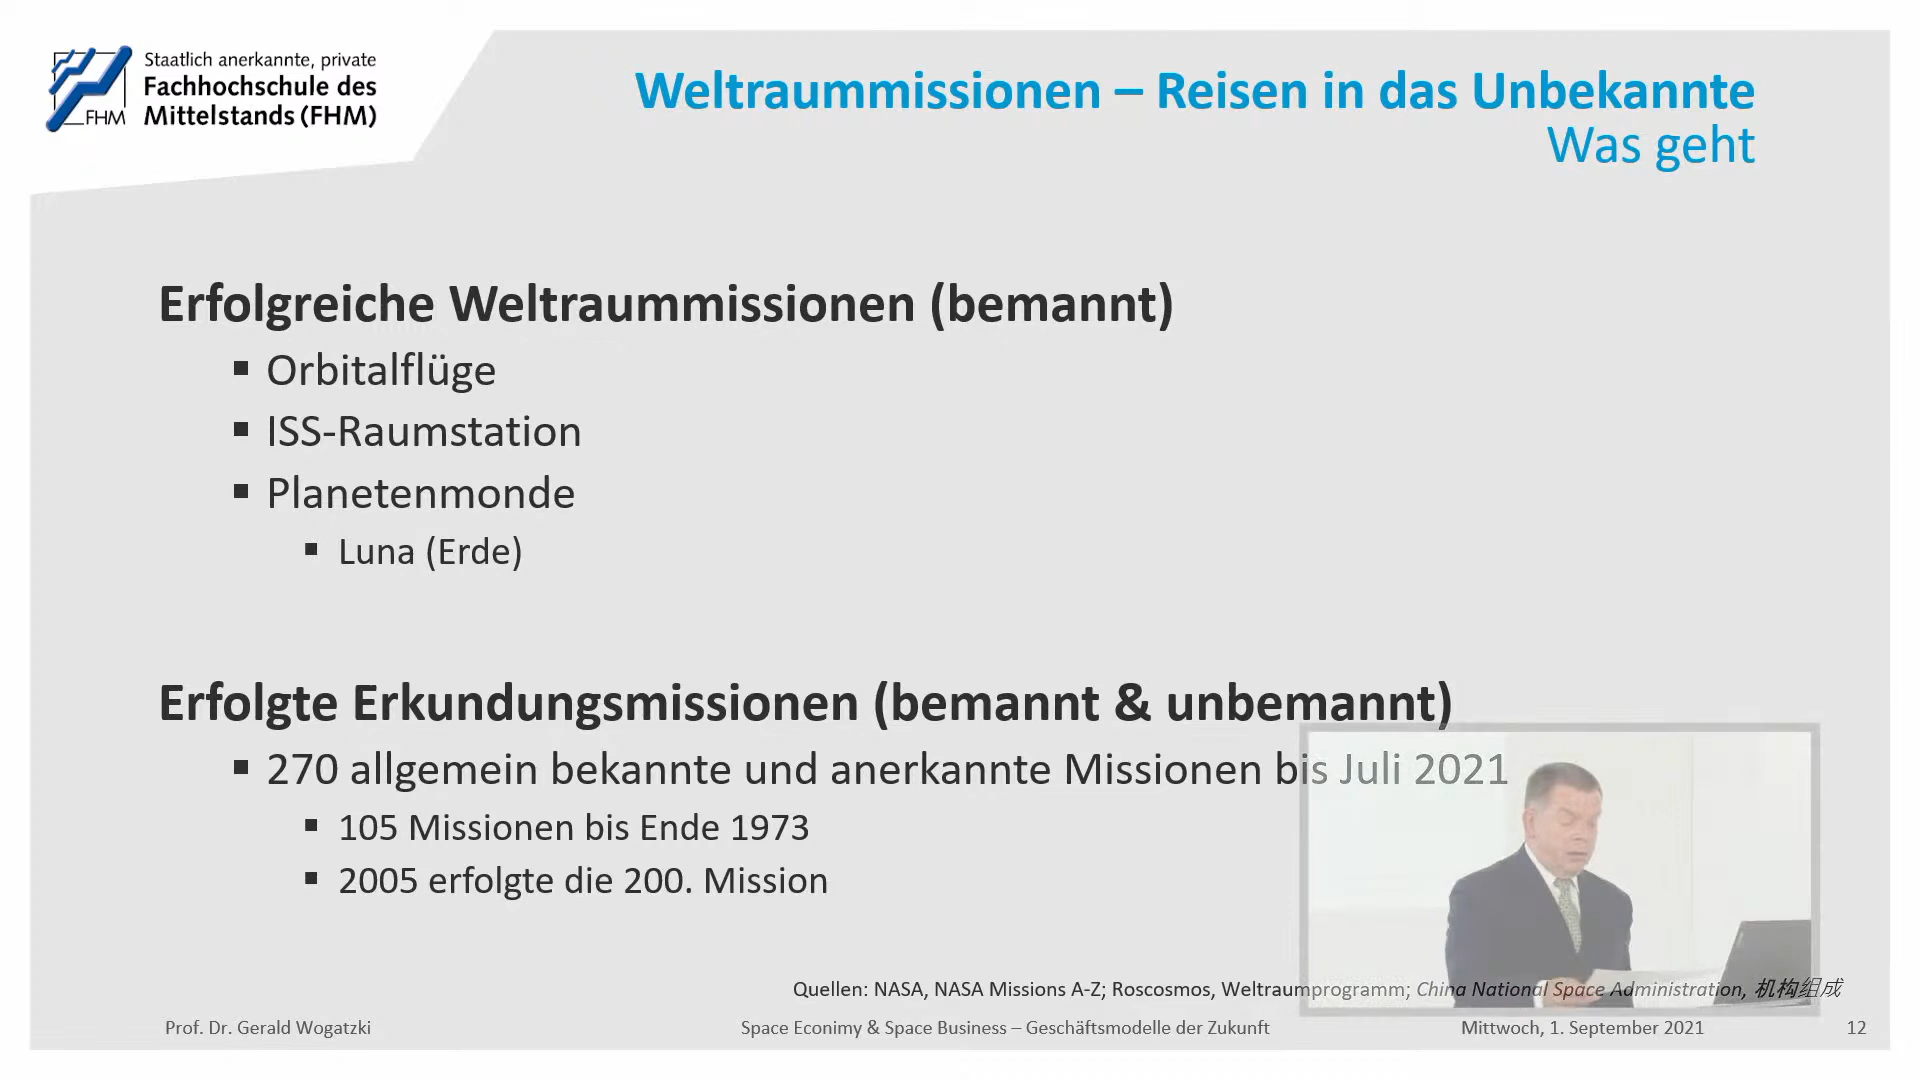 Staatlich anerkannte, private
Fachhochschule des
Mittelstands (FHM)
FHM
Weltraummissionen – Reisen in das Unbekannte
Was geht
Erfolgreiche Weltraummissionen (bemannt)
Orbitalflüge
ISS-Raumstation
Planetenmonde
Luna (Erde)
Erfolgte Erkundungsmissionen (bemannt & unbemannt)
270 allgemein bekannte und anerkannte Missionen bis Juli 2021
105 Missionen bis Ende 1973
2005 erfolgte die 200. Mission
Quellen: NASA, NASA Missions A-Z; Roscosmos, Weltraumprogramm; China National Space Administration, 机构组成
Prof. Dr. Gerald Wogatzki
Space Econimy & Space Business – Geschäftsmodelle der Zukunft
Mittwoch, 1. September 2021
12